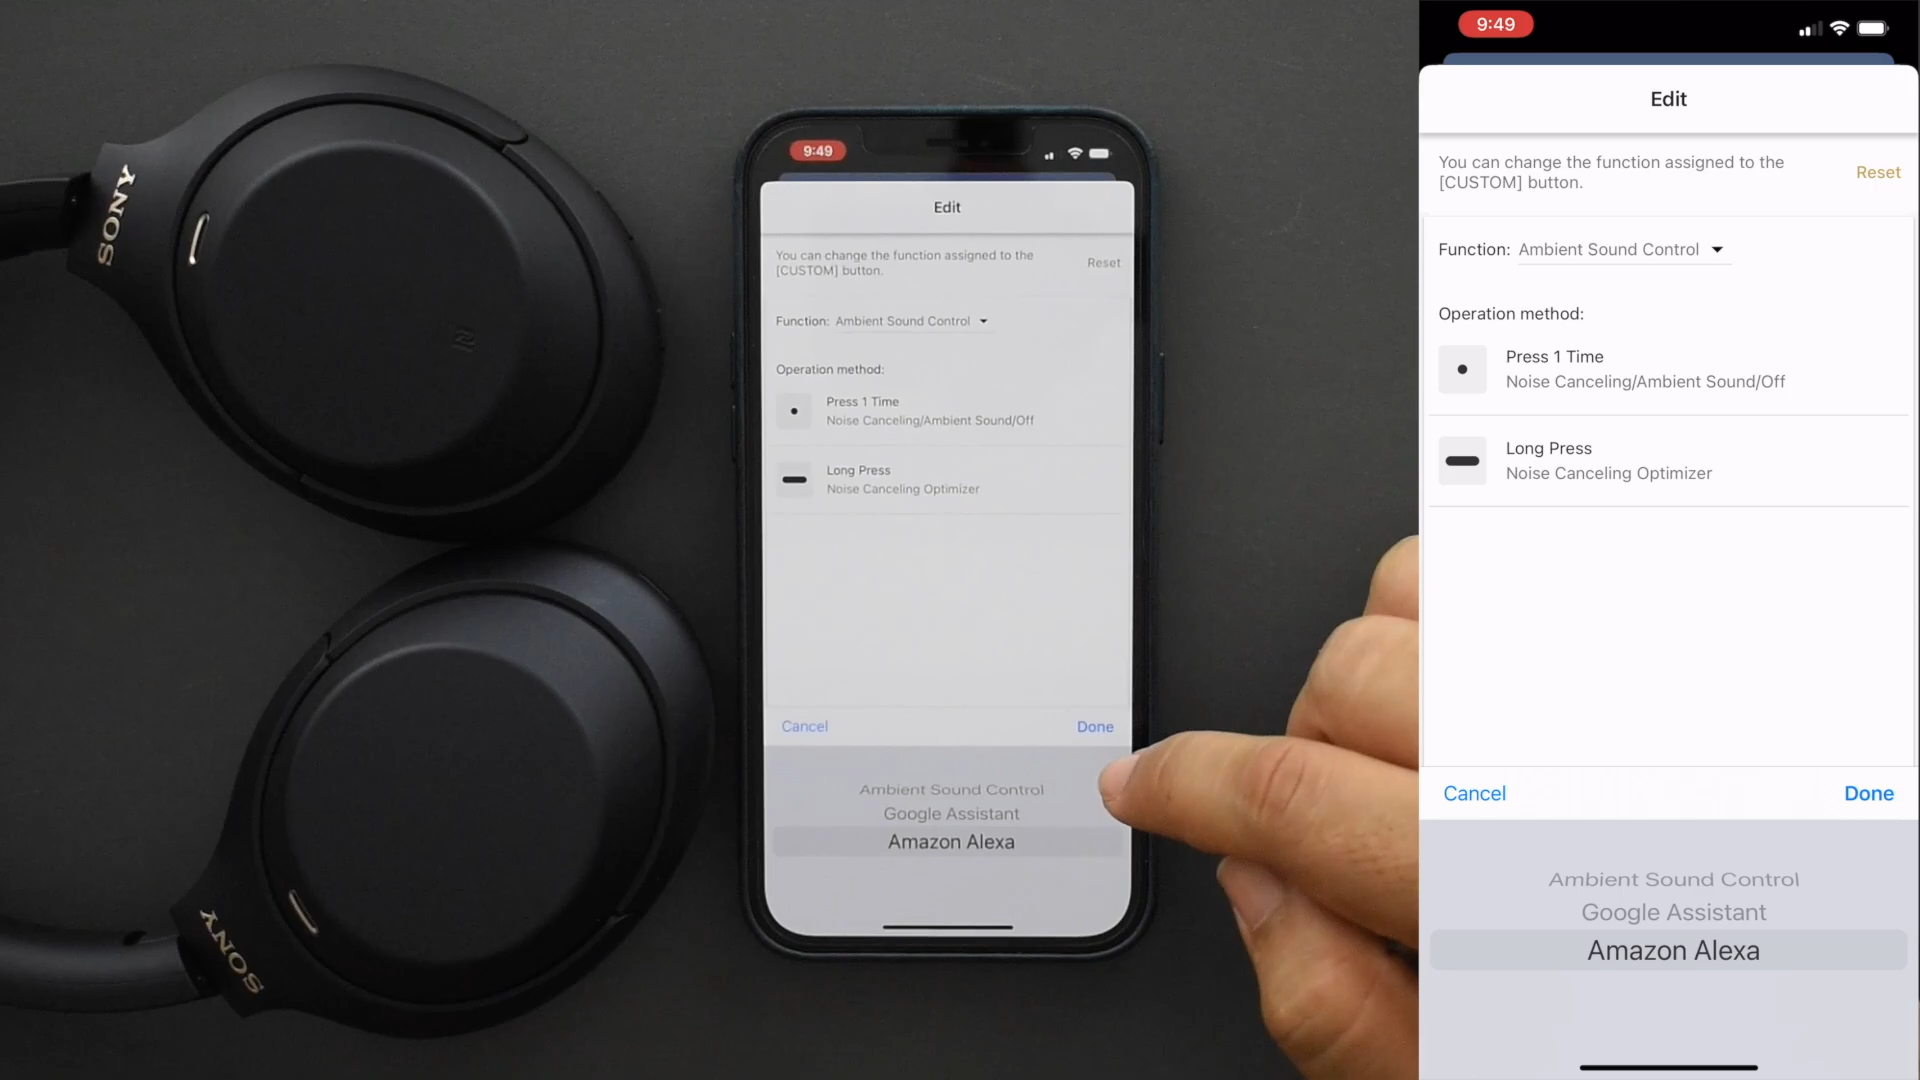 SONY
SONY
9:49
Edit
You can change the function assigned to the
[CUSTOM] button.
Reset
Function: Ambient Sound Control
Operation method:
Press 1 Time
Noise Canceling/Ambient Sound/Off
Long Press
Noise Canceling Optimizer
Cancel
Done
Ambient Sound Control
Google Assistant
Amazon Alexa
9:49
Edit
You can change the function assigned to the
[CUSTOM] button.
Reset
Function: Ambient Sound Control
Operation method:
Press 1 Time
Noise Canceling/Ambient Sound/Off
Long Press
Noise Canceling Optimizer
Cancel
Done
Ambient Sound Control
Google Assistant
Amazon Alexa